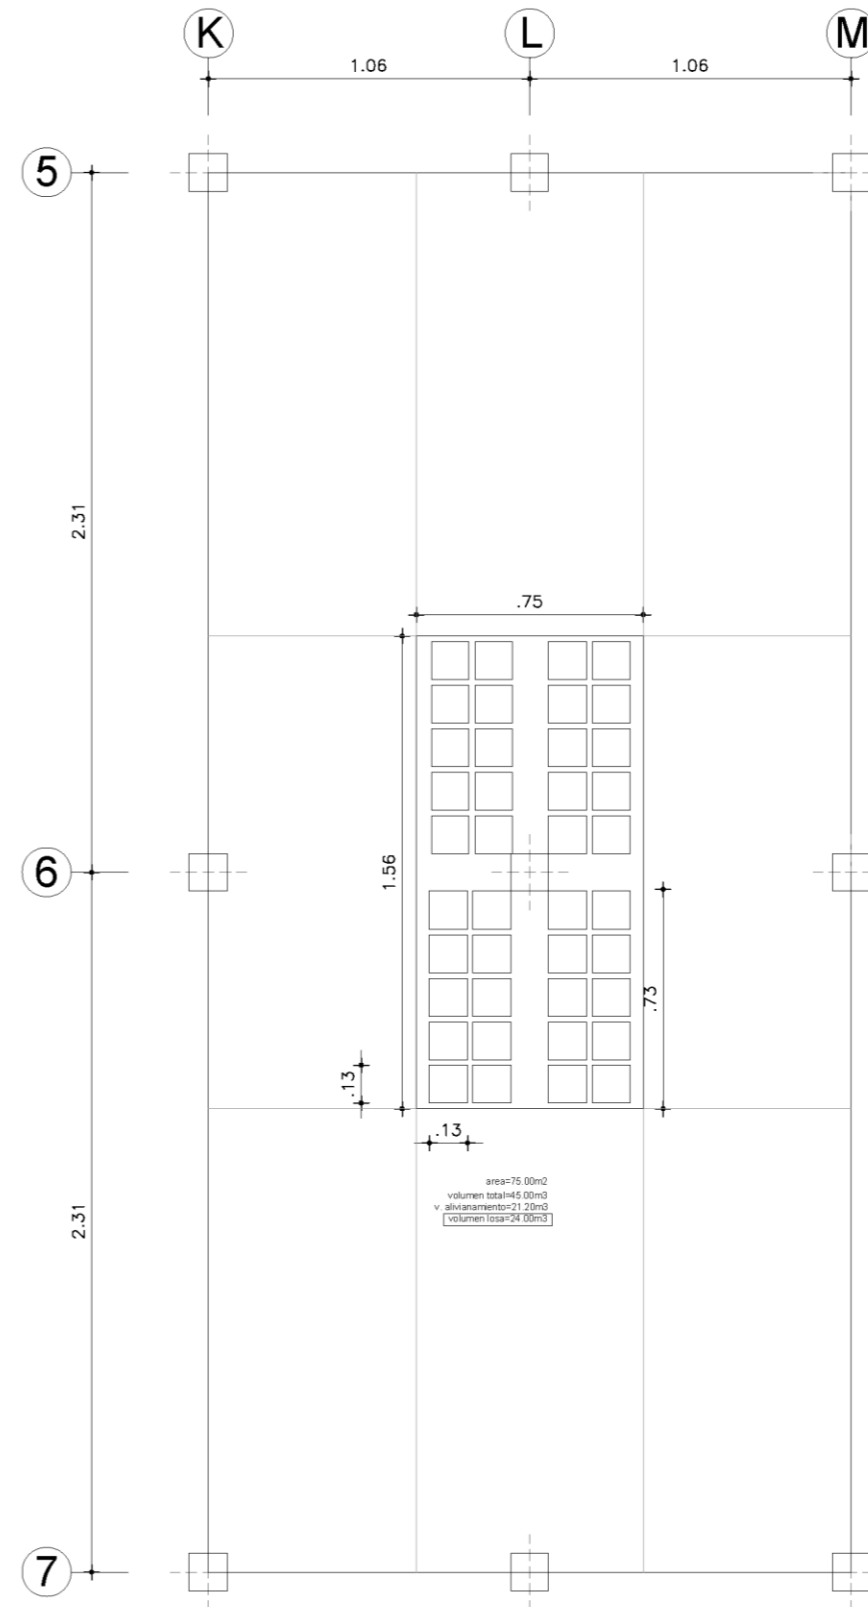 K L M
1.06 1.06
5
2.31
.75
1.56
6
.73
.13
.13
area=75.00m2
volumen total=45.00m3
v. alivianamiento=21.20m3
volumen losa=24.00m3
2.31
7